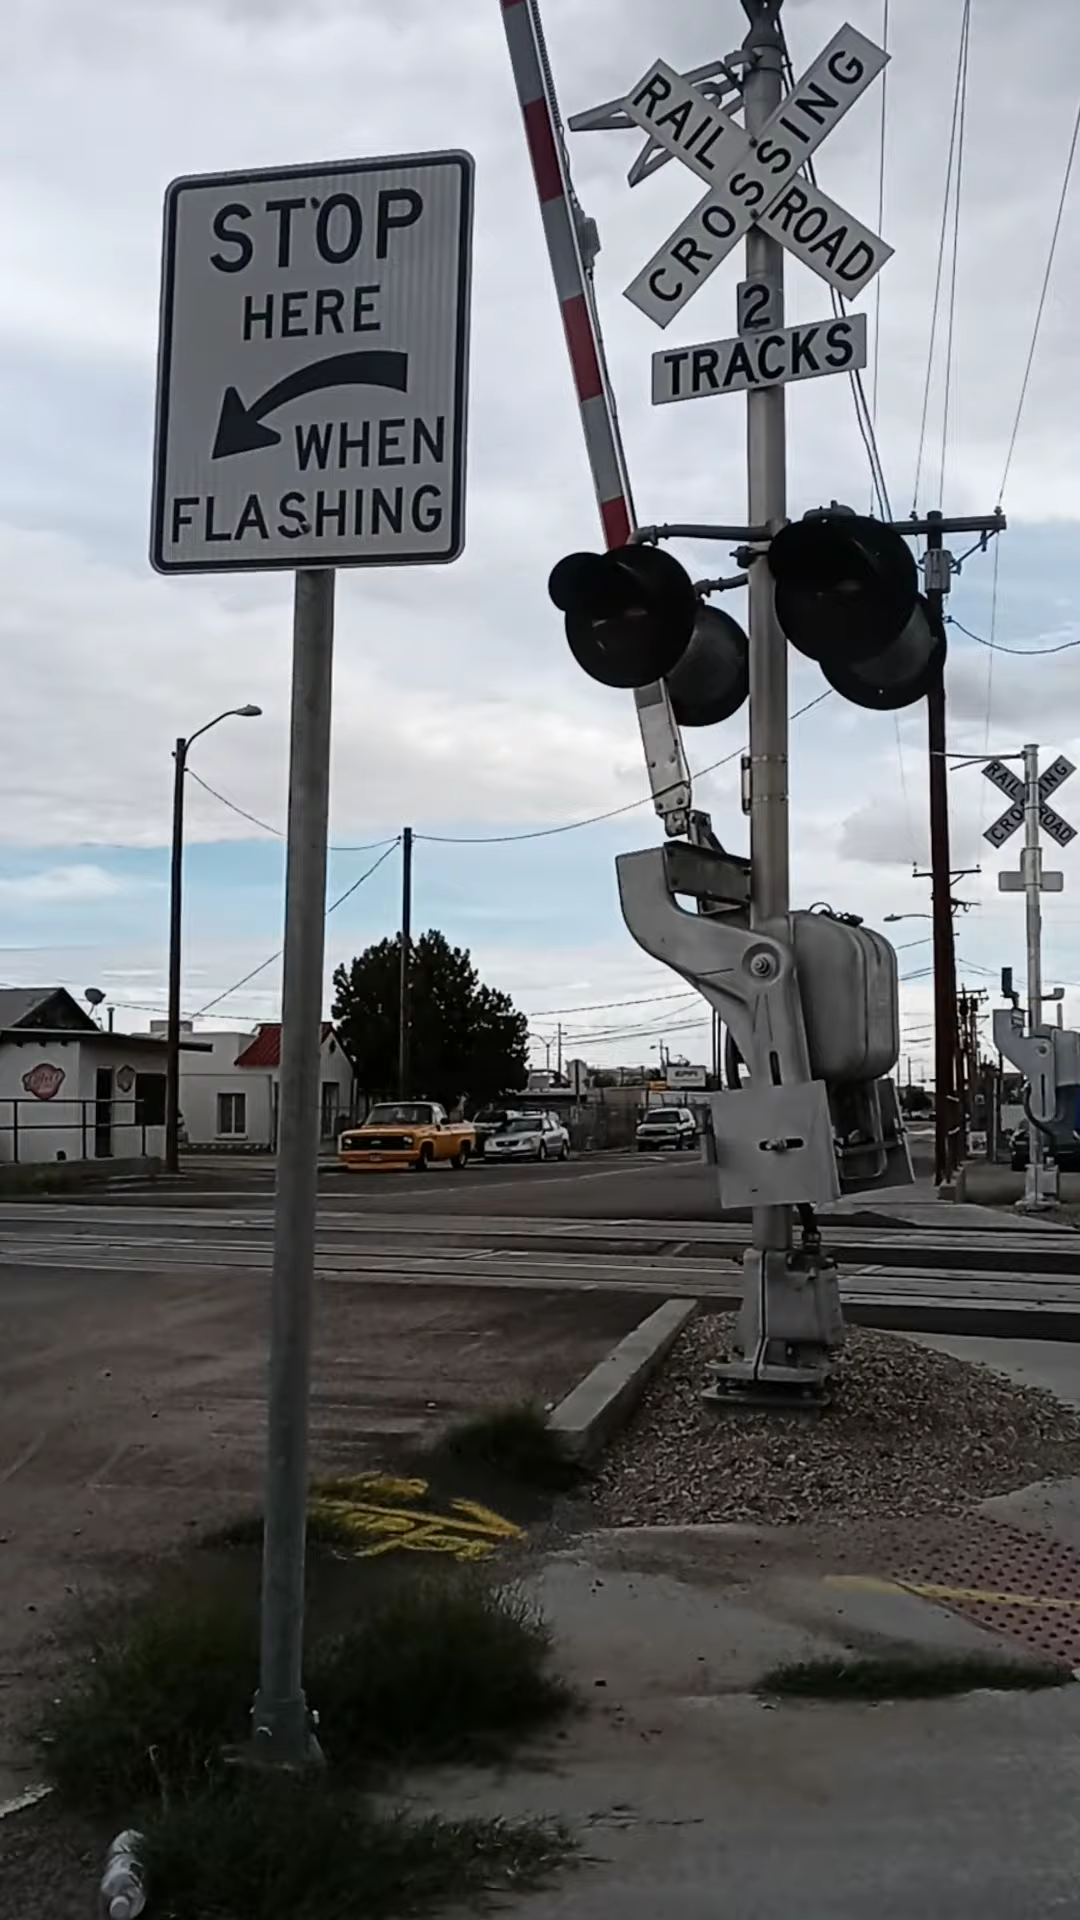 STOP
HERE
WHEN
FLASHING
RAIL ROAD
CROSSING
2
TRACKS
RAIL ROAD
CROSSING